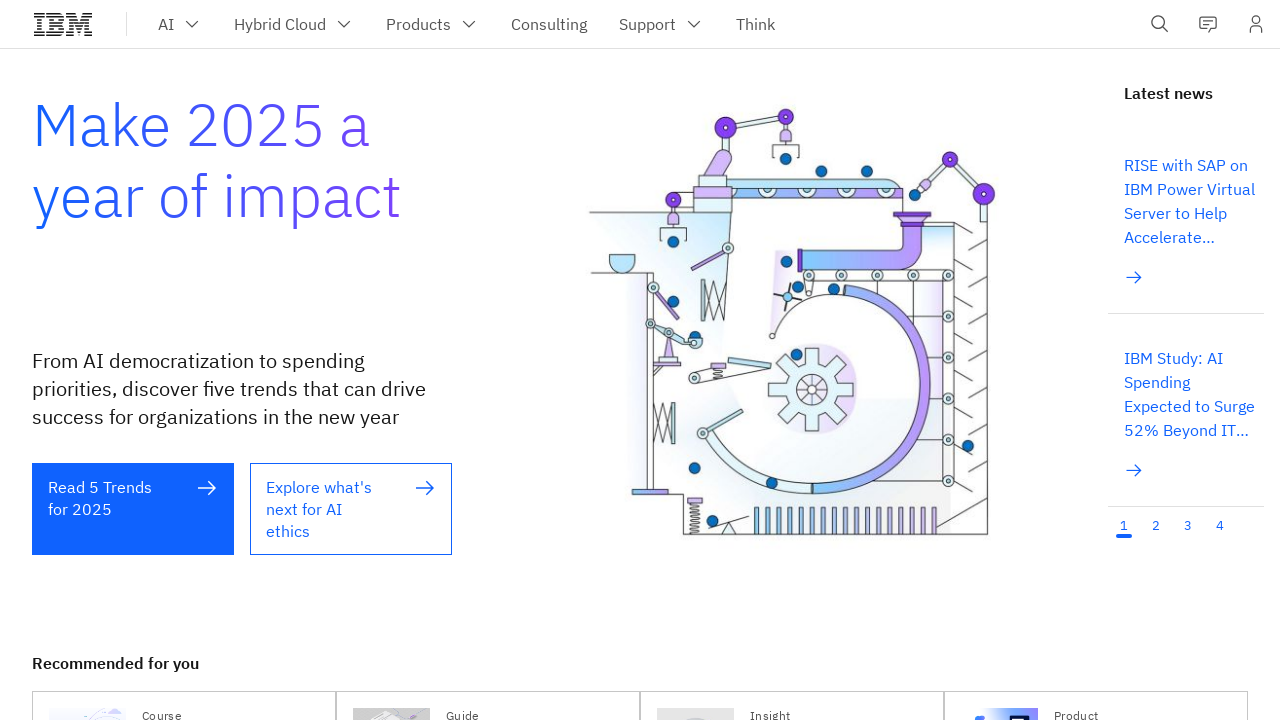 IBM
AI
Hybrid Cloud
Products
Consulting
Support
Think
Make 2025 a
year of impact
From AI democratization to spending
priorities, discover five trends that can drive
success for organizations in the new year
Read 5 Trends
for 2025
Explore what's
next for AI
ethics
Latest news
RISE with SAP on
IBM Power Virtual
Server to Help
Accelerate...
IBM Study: AI
Spending
Expected to Surge
52% Beyond IT...
1 2 3 4
Recommended for you
Course
Guide
Insight
Product